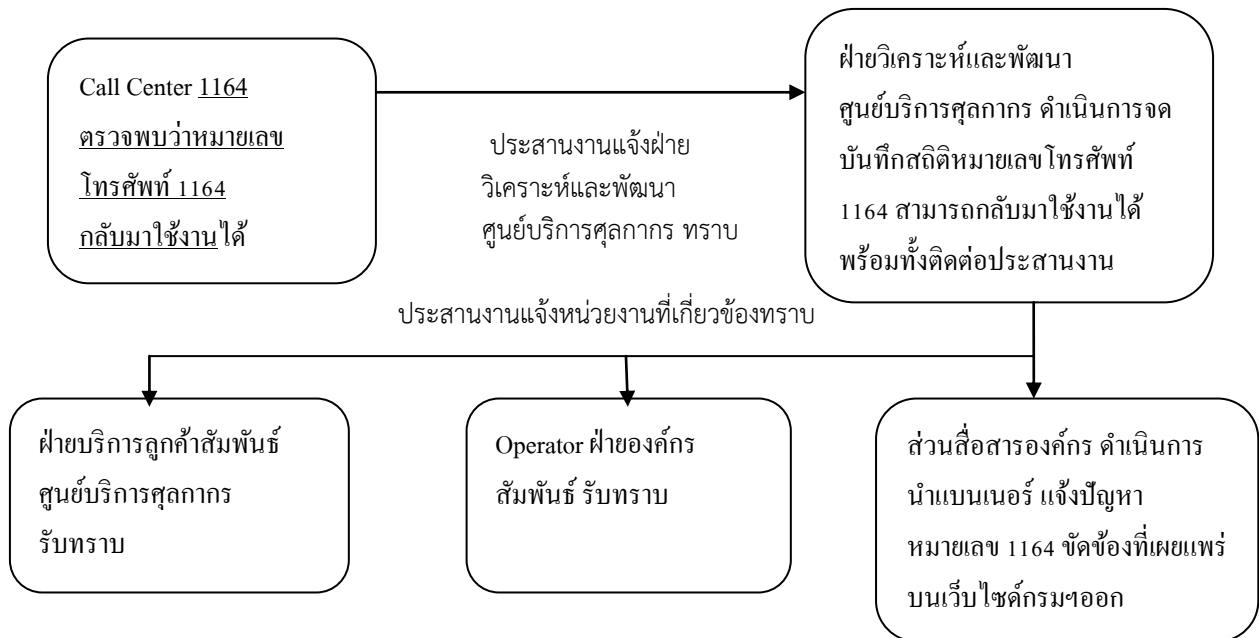 Call Center 1164
ตรวจพบว่าหมายเลข
โทรศัพท์ 1164
กลับมาใช้งานได้
ประสานงานแจ้งฝ่าย
วิเคราะห์และพัฒนา
ศูนย์บริการศุลกากร ทราบ
ฝ่ายวิเคราะห์และพัฒนา
ศูนย์บริการศุลกากร ดำเนินการจด
บันทึกสถิติหมายเลขโทรศัพท์
1164 สามารถกลับมาใช้งานได้
พร้อมทั้งติดต่อประสานงาน
ประสานงานแจ้งหน่วยงานที่เกี่ยวข้องทราบ
ฝ่ายบริการลูกค้าสัมพันธ์
ศูนย์บริการศุลกากร
รับทราบ
Operator ฝ่ายองค์กร
สัมพันธ์ รับทราบ
ส่วนสื่อสารองค์กร ดำเนินการ
นำแบนเนอร์ แจ้งปัญหา
หมายเลข 1164 ขัดข้องที่เผยแพร่
บนเว็บไซด์กรมฯออก